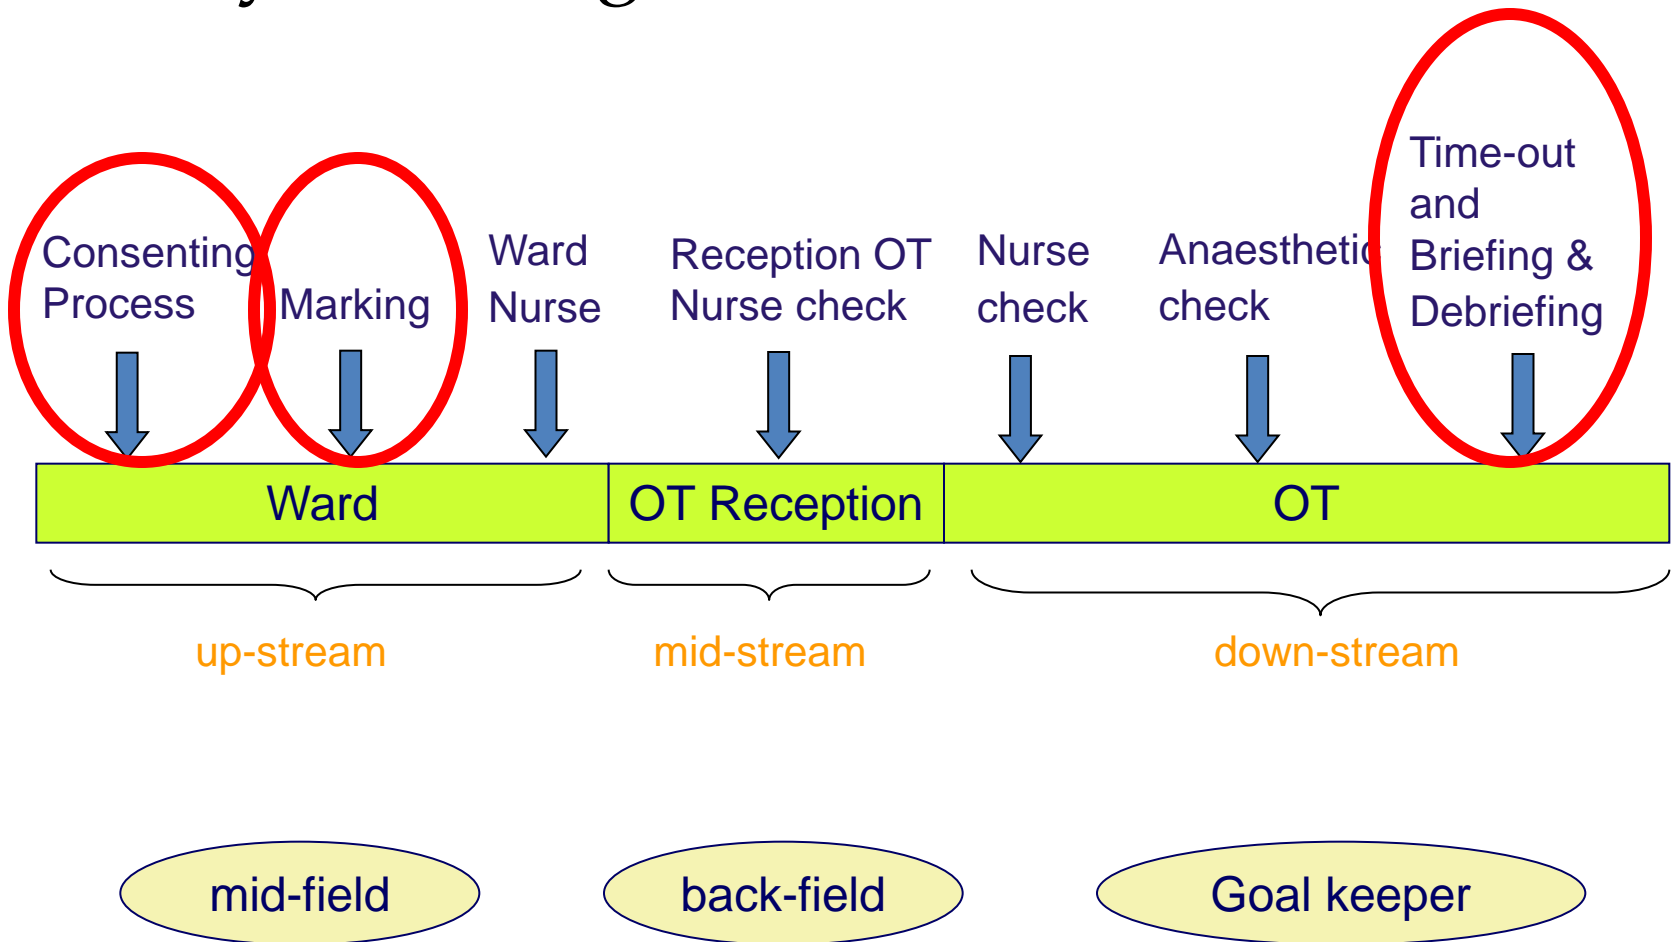 Consenting
Process
Marking
Ward
Nurse
Reception OT
Nurse check
Nurse
check
Anaesthetic
check
Time-out
and
Briefing &
Debriefing
Ward
OT Reception
OT
up-stream
mid-stream
down-stream
mid-field
back-field
Goal keeper